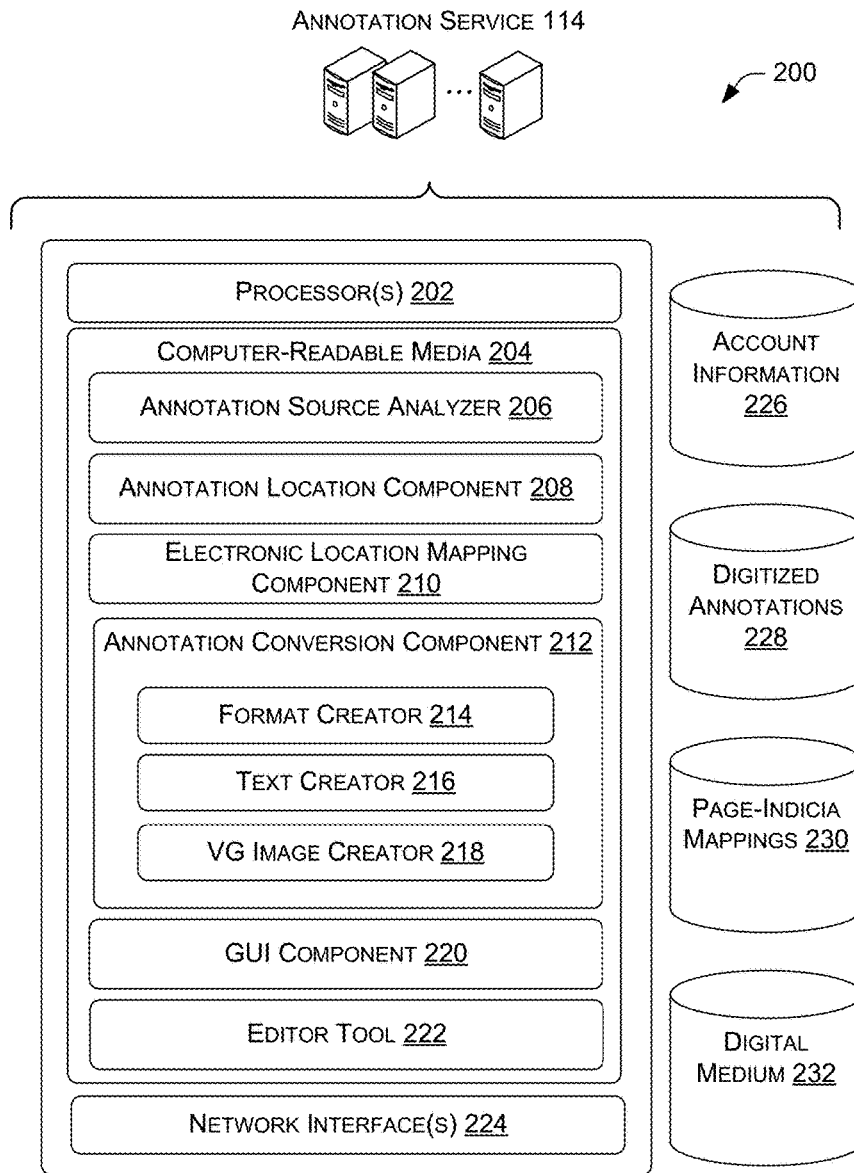 ANNOTATION SERVICE 114
200
PROCESSOR(S) 202
COMPUTER-READABLE MEDIA 204
ANNOTATION SOURCE ANALYZER 206
ANNOTATION LOCATION COMPONENT 208
ELECTRONIC LOCATION MAPPING
COMPONENT 210
ANNOTATION CONVERSION COMPONENT 212
FORMAT CREATOR 214
TEXT CREATOR 216
VG IMAGE CREATOR 218
GUI COMPONENT 220
EDITOR TOOL 222
NETWORK INTERFACE(S) 224
ACCOUNT
INFORMATION
226
DIGITIZED
ANNOTATIONS
228
PAGE-INDICIA
MAPPINGS 230
DIGITAL
MEDIUM 232